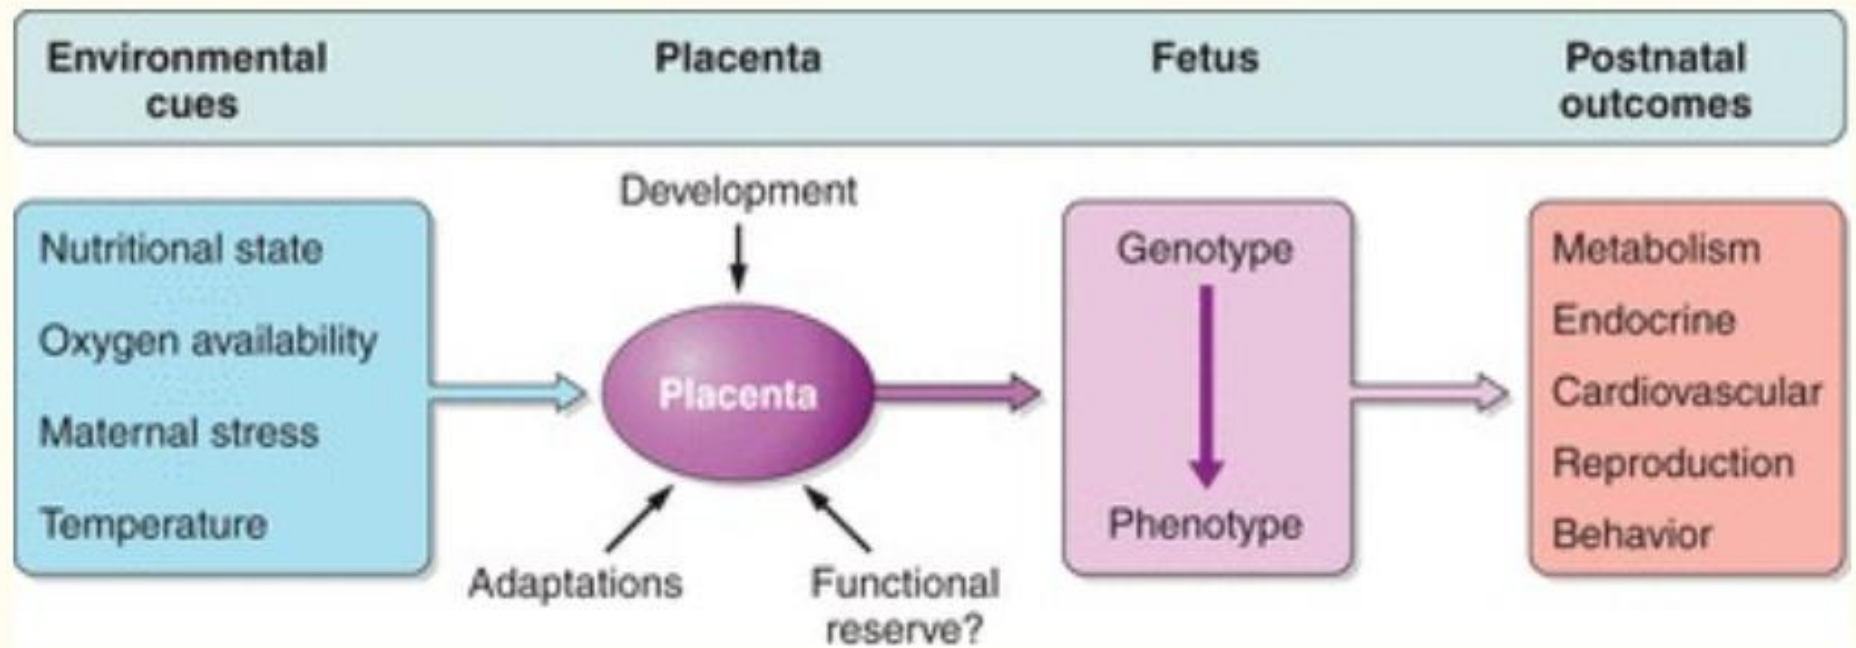 Environmental
cues
Placenta
Fetus
Postnatal
outcomes
Nutritional state
Oxygen availability
Maternal stress
Temperature
Development
Placenta
Adaptations
Functional
reserve?
Genotype
Phenotype
Metabolism
Endocrine
Cardiovascular
Reproduction
Behavior